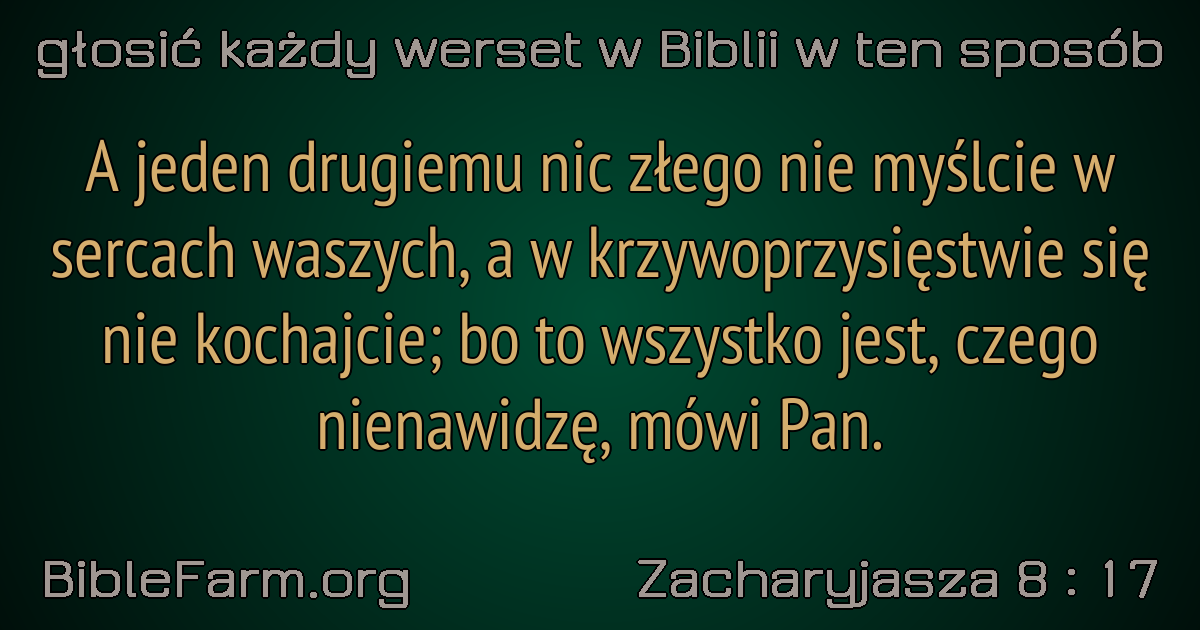 głosić każdy werset w Biblii w ten sposób
A jeden drugiemu nic złego nie myślcie w
sercach waszych, a w krzywoprzysięstwie się
nie kochajcie; bo to wszystko jest, czego
nienawidzę, mówi Pan.
BibleFarm.org
Zacharyjasza 8 : 17